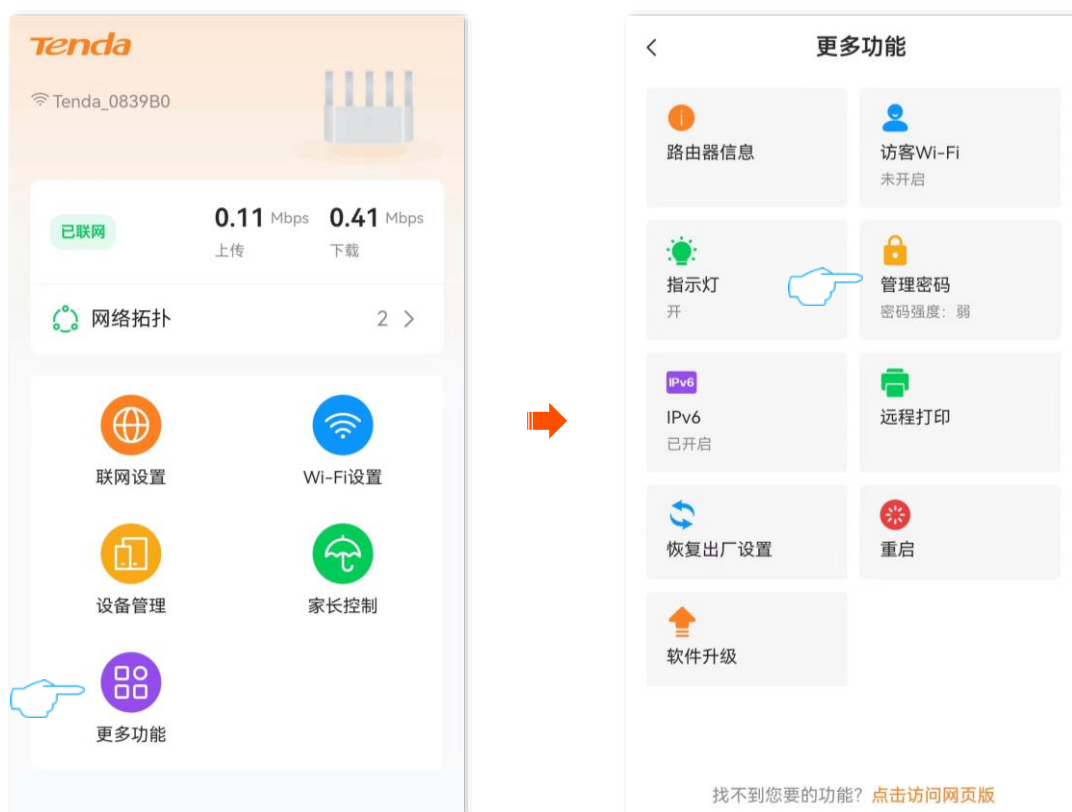 Tenda
Tenda_0839B0
已联网
0.11 Mbps 0.41 Mbps
上传 下载
网络拓扑 2
联网设置 Wi-Fi设置
设备管理 家长控制
更多功能
更多功能
路由器信息 访客Wi-Fi
未开启
指示灯 管理密码
开 密码强度：弱
IPv6
IPv6 远程打印
已开启
恢复出厂设置 重启
软件升级
找不到您要的功能？点击访问网页版